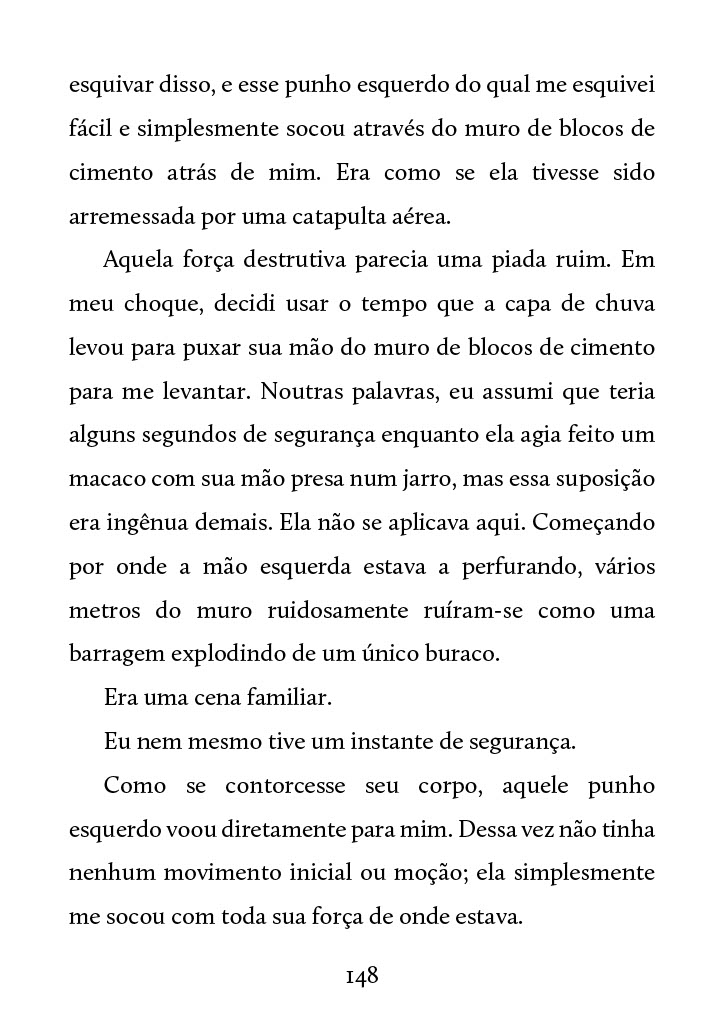 esquivar disso, e esse punho esquerdo do qual me esquivei
fácil e simplesmente socou através do muro de blocos de
cimento atrás de mim. Era como se ela tivesse sido
arremessada por uma catapulta aérea.
Aquela força destrutiva parecia uma piada ruim. Em
meu choque, decidi usar o tempo que a capa de chuva
levou para puxar sua mão do muro de blocos de cimento
para me levantar. Noutras palavras, eu assumi que teria
alguns segundos de segurança enquanto ela agia feito um
macaco com sua mão presa num jarro, mas essa suposição
era ingênua demais. Ela não se aplicava aqui. Começando
por onde a mão esquerda estava a perfurando, vários
metros do muro ruidosamente ruíram-se como uma
barragem explodindo de um único buraco.
Era uma cena familiar.
Eu nem mesmo tive um instante de segurança.
Como se contorcesse seu corpo, aquele punho
esquerdo voou diretamente para mim. Dessa vez não tinha
nenhum movimento inicial ou moção; ela simplesmente
me socou com toda sua força de onde estava.
148